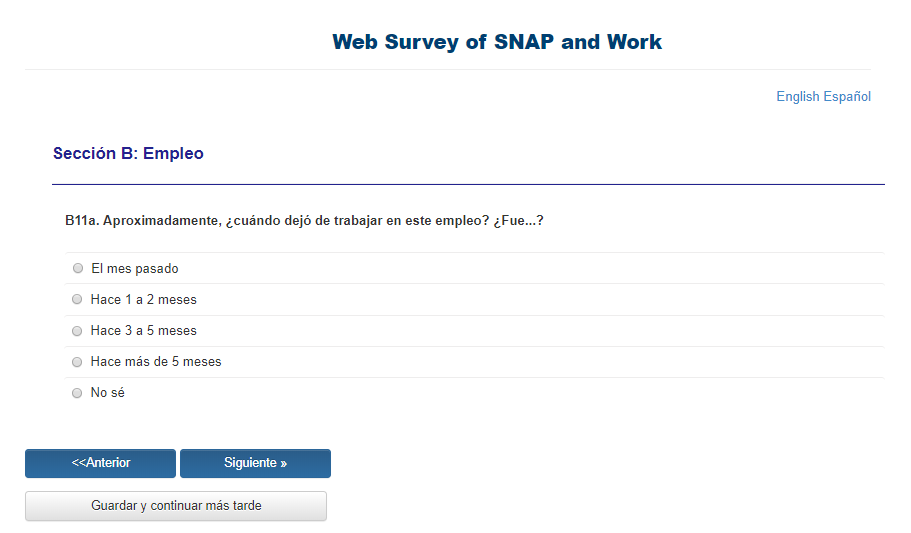 Web Survey of SNAP and Work
English Español
Sección B: Empleo
B11a. Aproximadamente, ¿cuándo dejó de trabajar en este empleo? ¿Fue...?
El mes pasado
Hace 1 a 2 meses
Hace 3 a 5 meses
Hace más de 5 meses
No sé
<<Anterior
Siguiente »
Guardar y continuar más tarde